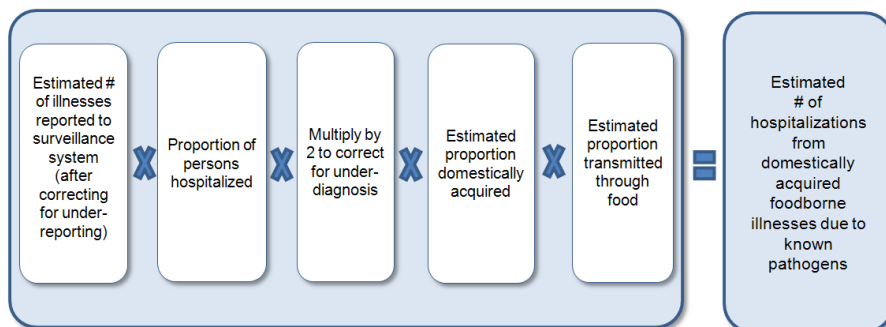 Estimated #
of illnesses
reported to
surveillance
system
(after
correcting
for under-
reporting)
Proportion of
persons
hospitalized
Multiply by
2 to correct
for under-
diagnosis
Estimated
proportion
domestically
acquired
Estimated
proportion
transmitted
through
food
Estimated
# of
hospitalizations
from
domestically
acquired
foodborne
illnesses due to
known
pathogens